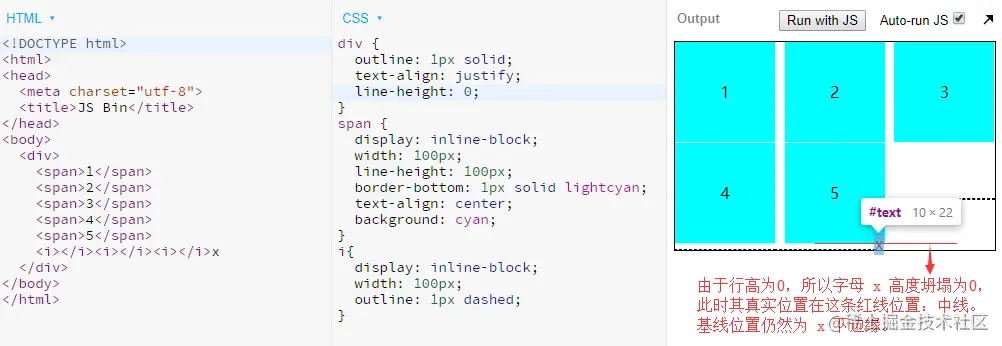 HTML
<!DOCTYPE html>
<html>
<head>
  <meta charset="utf-8">
  <title>JS Bin</title>
</head>
<body>
  <div>
    <span>1</span>
    <span>2</span>
    <span>3</span>
    <span>4</span>
    <span>5</span>
    <i></i><i></i><i></i>x
  </div>
</body>
</html>
CSS
div {
  outline: 1px solid;
  text-align: justify;
  line-height: 0;
}
span {
  display: inline-block;
  width: 100px;
  line-height: 100px;
  border-bottom: 1px solid lightcyan;
  text-align: center;
  background: cyan;
}
i{
  display: inline-block;
  width: 100px;
  outline: 1px dashed;
}
Output Run with JS Auto-run JS
1 2 3
4 5
#text 10 × 22
x
由于行高为0，所以字母 x 高度坍塌为0，
此时其真实位置在这条红线位置：中线。
基线位置仍然为 x 下边缘。
@稀土掘金技术社区